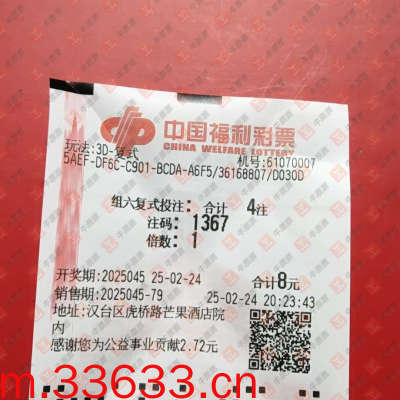 中国福利彩票
CHINA WELFARE LOTTERY
玩法:3D-复式
机号:61070007
5AEF-DF6C-C901-BCDA-A6F5/36168807/D030D
组六复式投注: 合计 4注
注码: 1367
倍数: 1
开奖期:2025045 25-02-24 合计8元
销售期:2025045-79 25-02-24 20:23:43
地址:汉台区虎桥路芒果酒店院
内
感谢您为公益事业贡献2.72元
m.33633.cn